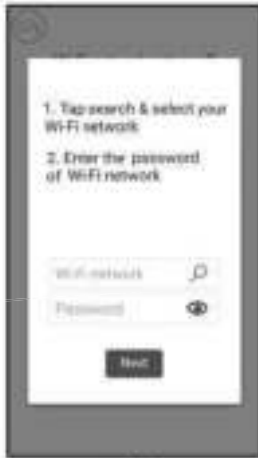 1. Tap search & select your
Wi-Fi network
2. Enter the password
of Wi-Fi network
Wi-Fi network
Password
Next